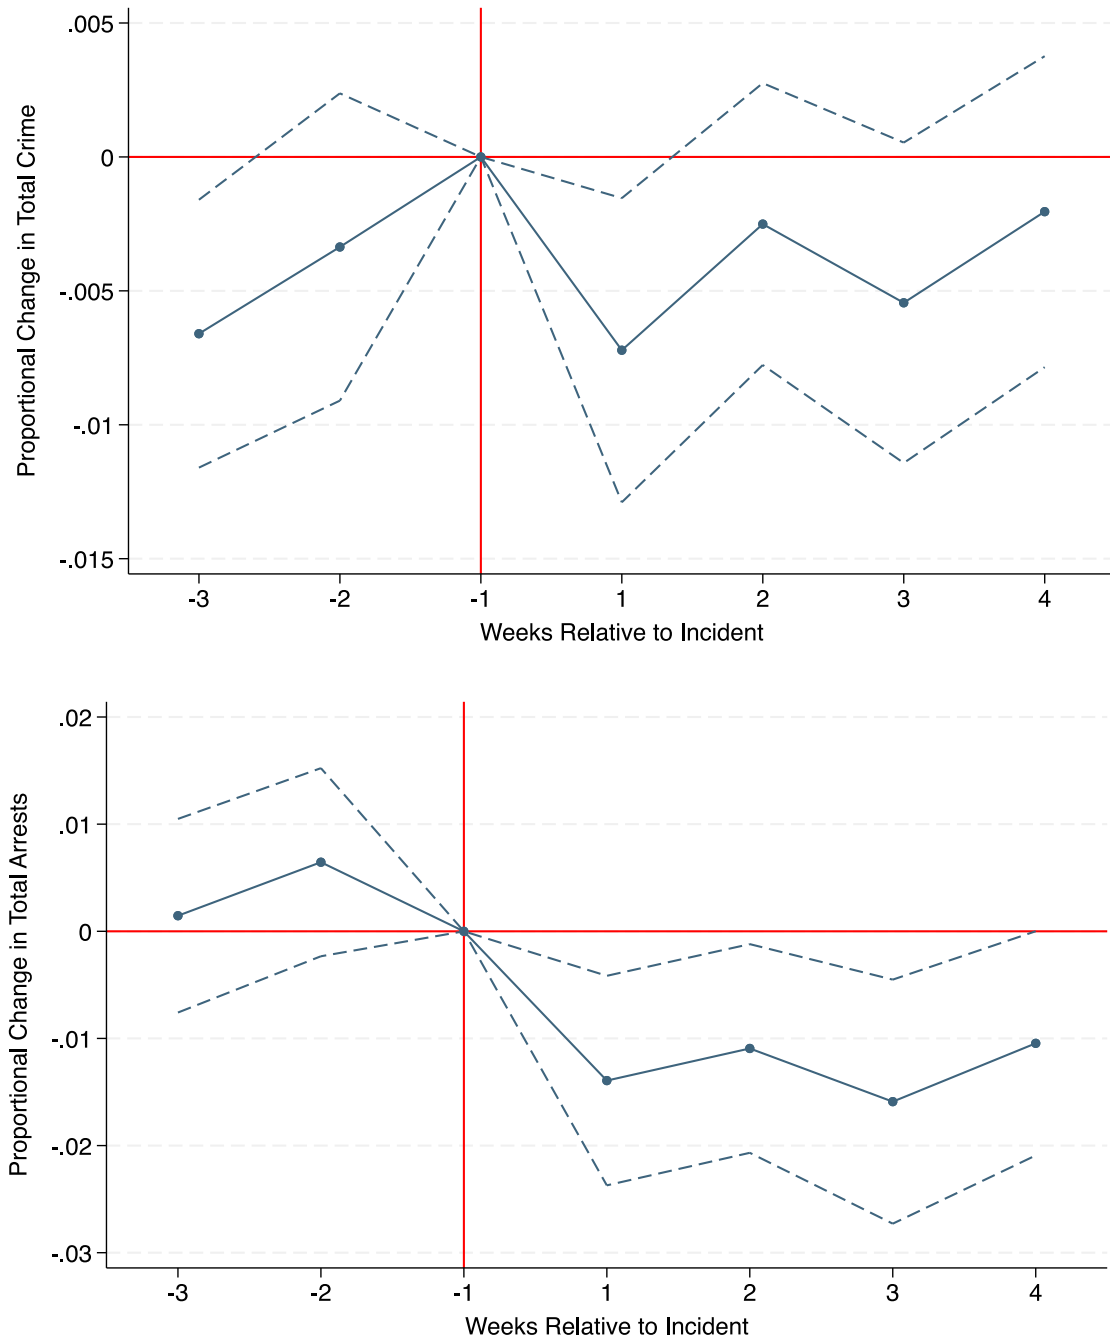 Proportional Change in Total Crime
.005
0
-.005
-.01
-.015
-3 -2 -1 1 2 3 4
Weeks Relative to Incident
Proportional Change in Total Arrests
.02
.01
0
-.01
-.02
-.03
-3 -2 -1 1 2 3 4
Weeks Relative to Incident